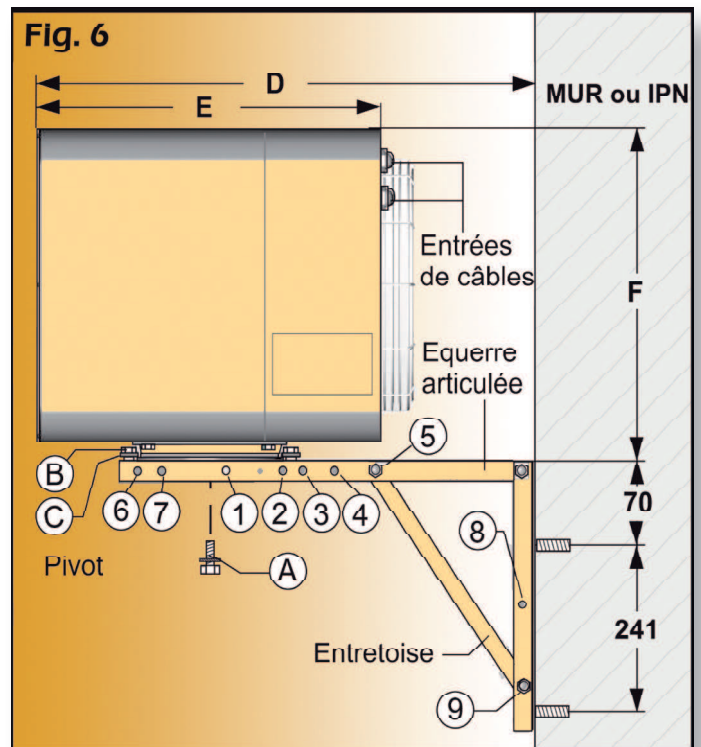 Fig. 6
D
E
MUR ou IPN
Entrées
de câbles
F
Equerre
articulée
5
B
C
6
7
1
2
3
4
70
8
Pivot
A
241
Entretoise
9